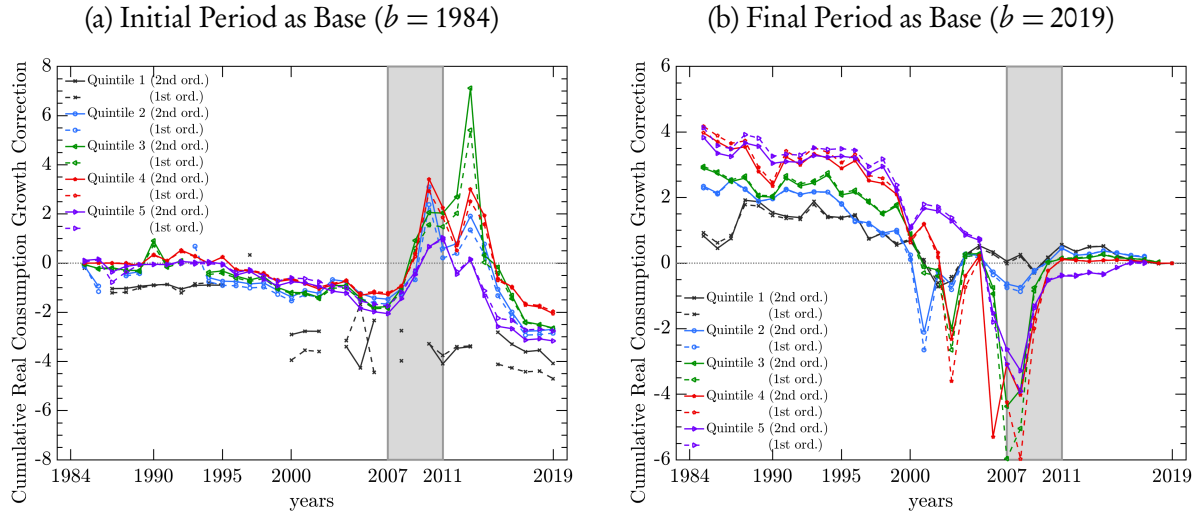 (a) Initial Period as Base (b = 1984)
Cumulative Real Consumption Growth Correction
8
6
4
2
0
-2
-4
-6
-8
Quintile 1 (2nd ord.)
(1st ord.)
Quintile 2 (2nd ord.)
(1st ord.)
Quintile 3 (2nd ord.)
(1st ord.)
Quintile 4 (2nd ord.)
(1st ord.)
Quintile 5 (2nd ord.)
(1st ord.)
1984 1990 1995 2000 2007 2011 2019
years
(b) Final Period as Base (b = 2019)
Cumulative Real Consumption Growth Correction
6
4
2
0
-2
-4
-6
Quintile 1 (2nd ord.)
(1st ord.)
Quintile 2 (2nd ord.)
(1st ord.)
Quintile 3 (2nd ord.)
(1st ord.)
Quintile 4 (2nd ord.)
(1st ord.)
Quintile 5 (2nd ord.)
(1st ord.)
1984 1990 1995 2000 2007 2011 2019
years